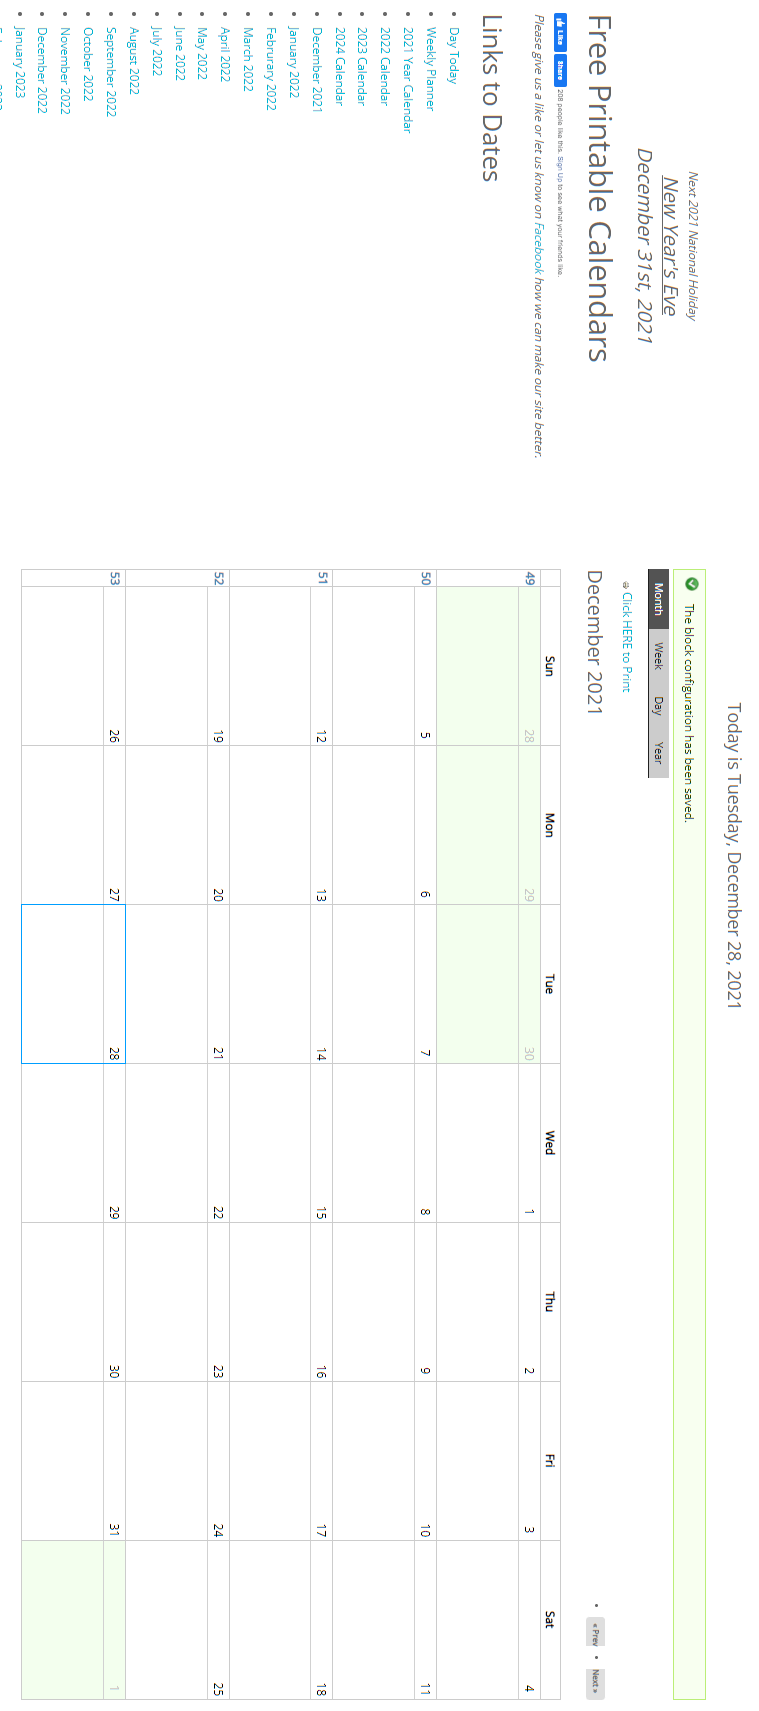 Today is Tuesday, December 28, 2021
Next 2021 National Holiday
New Year's Eve
December 31st, 2021
Free Printable Calendars
Like Share 208 people like this. Sign Up to see what your friends like.
Please give us a like or let us know on Facebook how we can make our site better.
Links to Dates
• Day Today
• Weekly Planner
• 2021 Year Calendar
• 2022 Calendar
• 2023 Calendar
• 2024 Calendar
• December 2021
• January 2022
• Februrary 2022
• March 2022
• April 2022
• May 2022
• June 2022
• July 2022
• August 2022
• September 2022
• October 2022
• November 2022
• December 2022
• January 2023
The block configuration has been saved.
Month Week Day Year
Click HERE to Print
December 2021
• « Prev • Next »
Sun Mon Tue Wed Thu Fri Sat
49 28 29 30 1 2 3 4
50 5 6 7 8 9 10 11
51 12 13 14 15 16 17 18
52 19 20 21 22 23 24 25
53 26 27 28 29 30 31 1